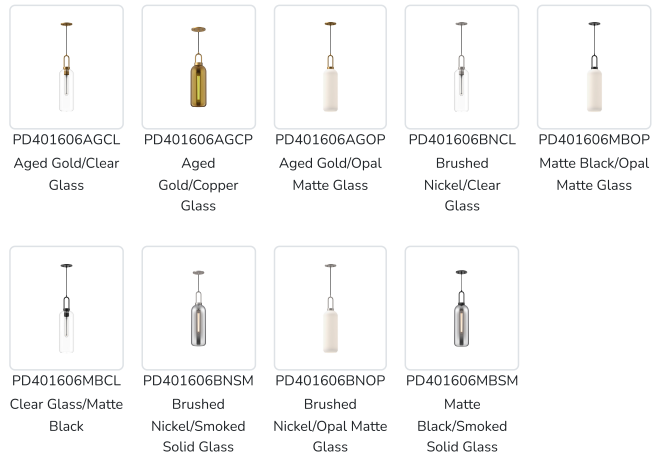 PD401606AGCL
Aged Gold/Clear
Glass
PD401606AGCP
Aged
Gold/Copper
Glass
PD401606AGOP
Aged Gold/Opal
Matte Glass
PD401606BNCL
Brushed
Nickel/Clear
Glass
PD401606MBOP
Matte Black/Opal
Matte Glass
PD401606MBCL
Clear Glass/Matte
Black
PD401606BNSM
Brushed
Nickel/Smoked
Solid Glass
PD401606BNOP
Brushed
Nickel/Opal Matte
Glass
PD401606MBSM
Matte
Black/Smoked
Solid Glass